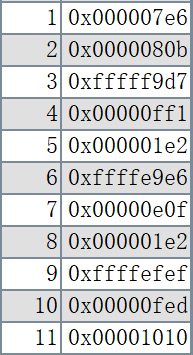 1 0x000007e6
2 0x0000080b
3 0xfffff9d7
4 0x00000ff1
5 0x000001e2
6 0xffffe9e6
7 0x00000e0f
8 0x000001e2
9 0xffffefef
10 0x00000fed
11 0x00001010